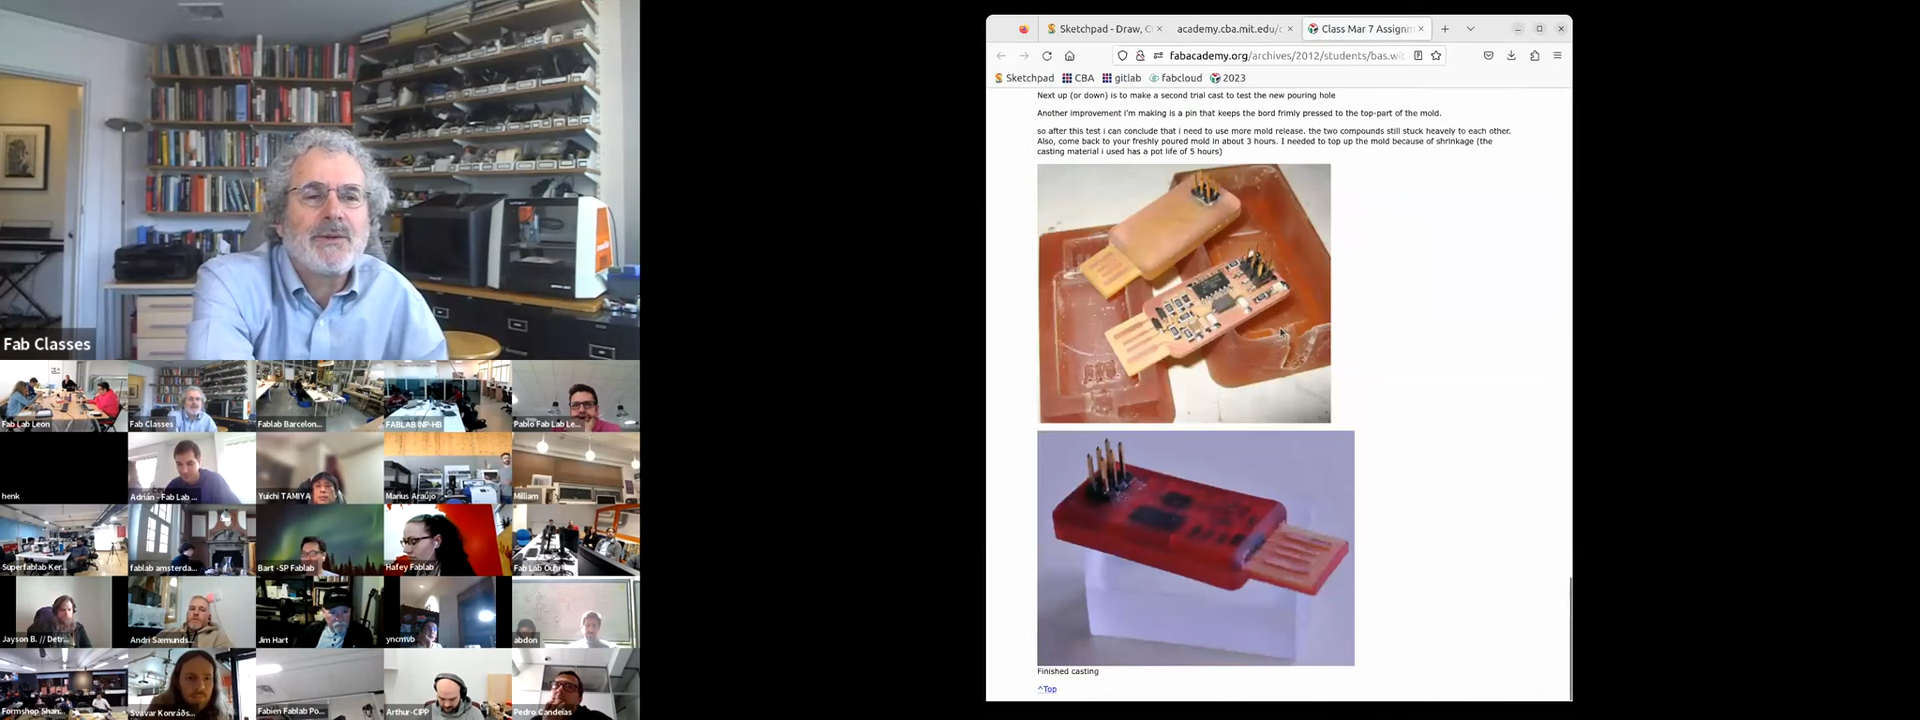 Fab Classes
Fab Lab Leon
Fab Classes
Fablab Barcelon...
FABLAB INP-HB
Pablo Fab Lab Le...
henk
Adrián - Fab Lab ...
Yuichi TAMIYA
Marius Araújo
Miliam
Superfablab Ker...
fablab amsterda...
Bart -SP Fablab
Hafey Fablab
Fab Lab Oulu
Jayson B. // Detr...
Andri Sæmunds...
Jim Hart
yncmvb
abdon
Formshop Shan...
Svavar Konráðs...
Fabien Fablab Po...
Arthur-CIPP
Pedro Candeias
Sketchpad - Draw, C
academy.cba.mit.edu/c
Class Mar 7 Assignm
fabacademy.org/archives/2012/students/bas.wit
Sketchpad CBA gitlab fabcloud 2023
Next up (or down) is to make a second trial cast to test the new pouring hole
Another improvement i'm making is a pin that keeps the bord frimly pressed to the top-part of the mold.
so after this test i can conclude that i need to use more mold release. the two compounds still stuck heavely to each other.
Also, come back to your freshly poured mold in about 3 hours. I needed to top up the mold because of shrinkage (the
casting material i used has a pot life of 5 hours)
Finished casting
^Top